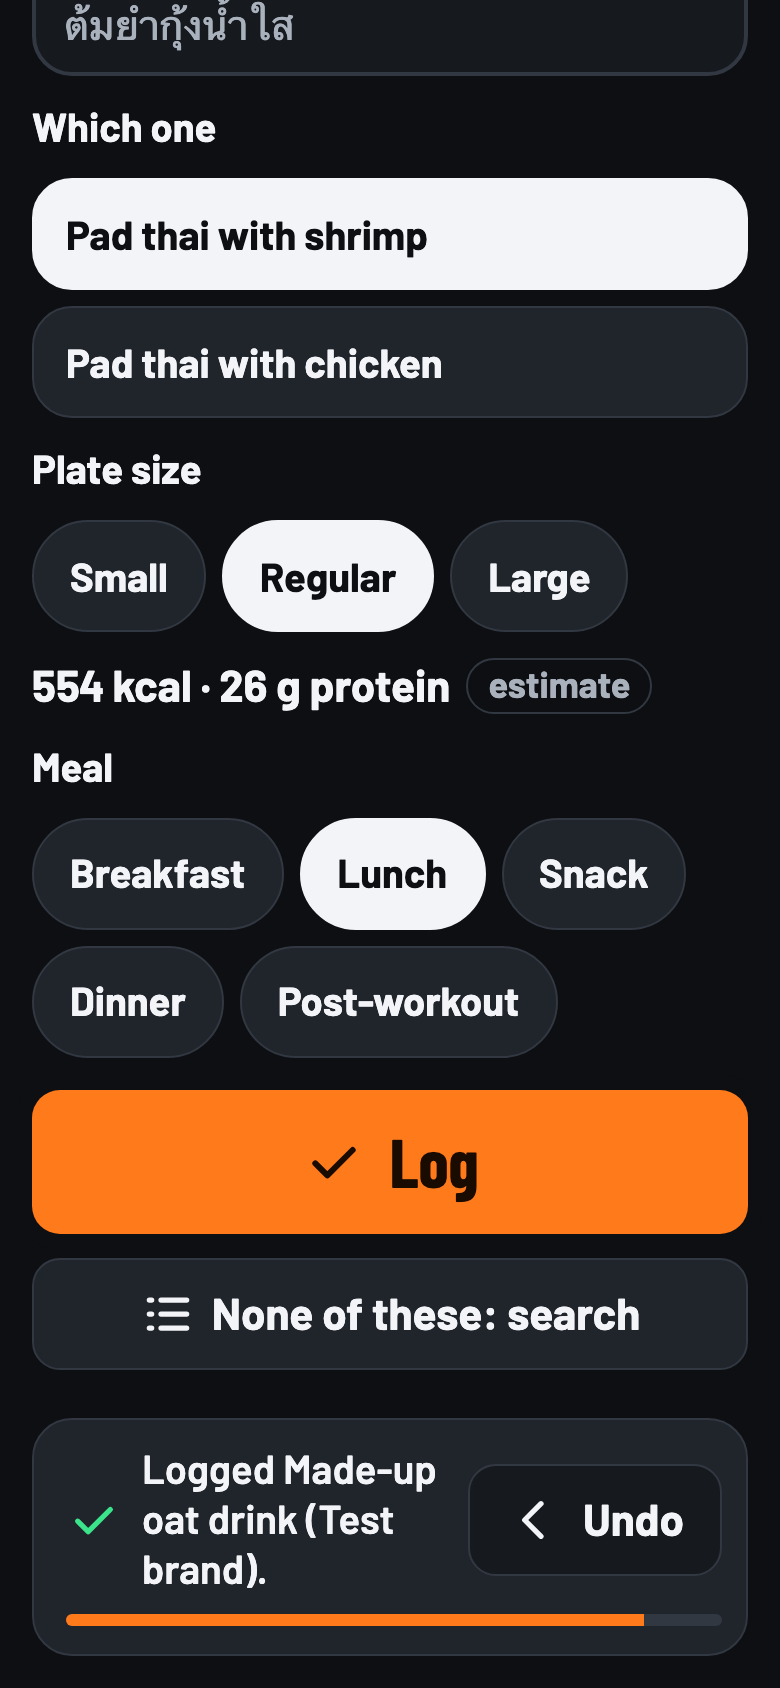 ต้มยำกุ้งน้ำใส
Which one
Pad thai with shrimp
Pad thai with chicken
Plate size
Small Regular Large
554 kcal · 26 g protein estimate
Meal
Breakfast Lunch Snack
Dinner Post-workout
Log
None of these: search
Logged Made-up
oat drink (Test
brand).
Undo